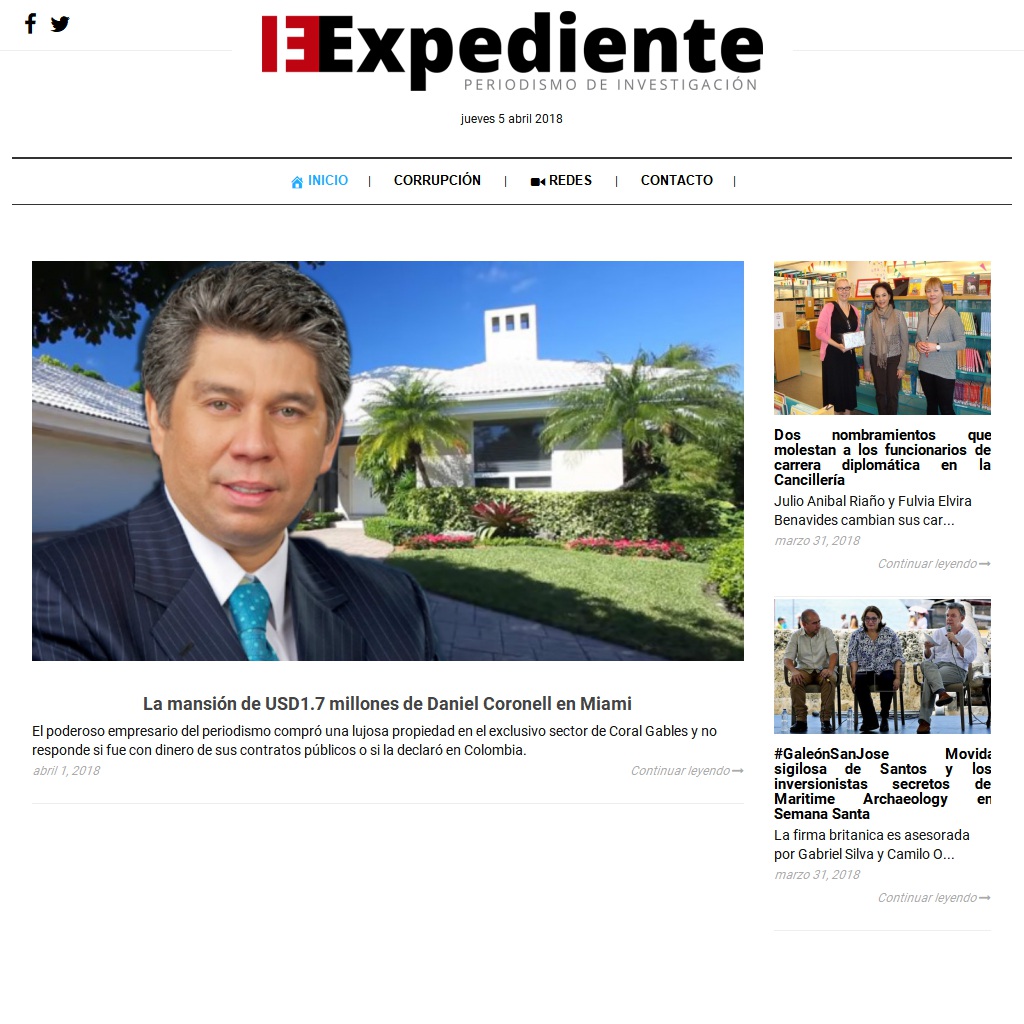 Expediente
PERIODISMO DE INVESTIGACIÓN
jueves 5 abril 2018
INICIO | CORRUPCIÓN | REDES | CONTACTO |
La mansión de USD1.7 millones de Daniel Coronell en Miami
El poderoso empresario del periodismo compró una lujosa propiedad en el exclusivo sector de Coral Gables y no
responde si fue con dinero de sus contratos públicos o si la declaró en Colombia.
abril 1, 2018
Continuar leyendo
Dos nombramientos que
molestan a los funcionarios de
carrera diplomática en la
Cancillería
Julio Anibal Riaño y Fulvia Elvira
Benavides cambian sus car...
marzo 31, 2018
Continuar leyendo
#GaleónSanJose Movida
sigilosa de Santos y los
inversionistas secretos de
Maritime Archaeology en
Semana Santa
La firma britanica es asesorada
por Gabriel Silva y Camilo O...
marzo 31, 2018
Continuar leyendo